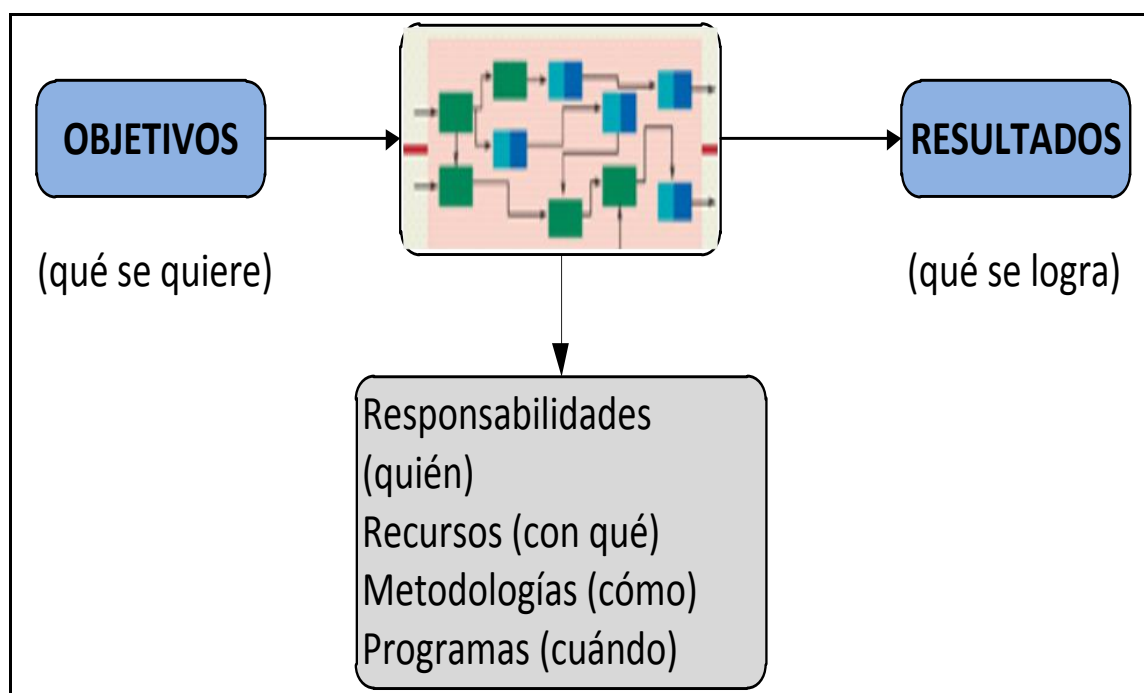 OBJETIVOS
RESULTADOS
(qué se quiere)
(qué se logra)
Responsabilidades
(quién)
Recursos (con qué)
Metodologías (cómo)
Programas (cuándo)